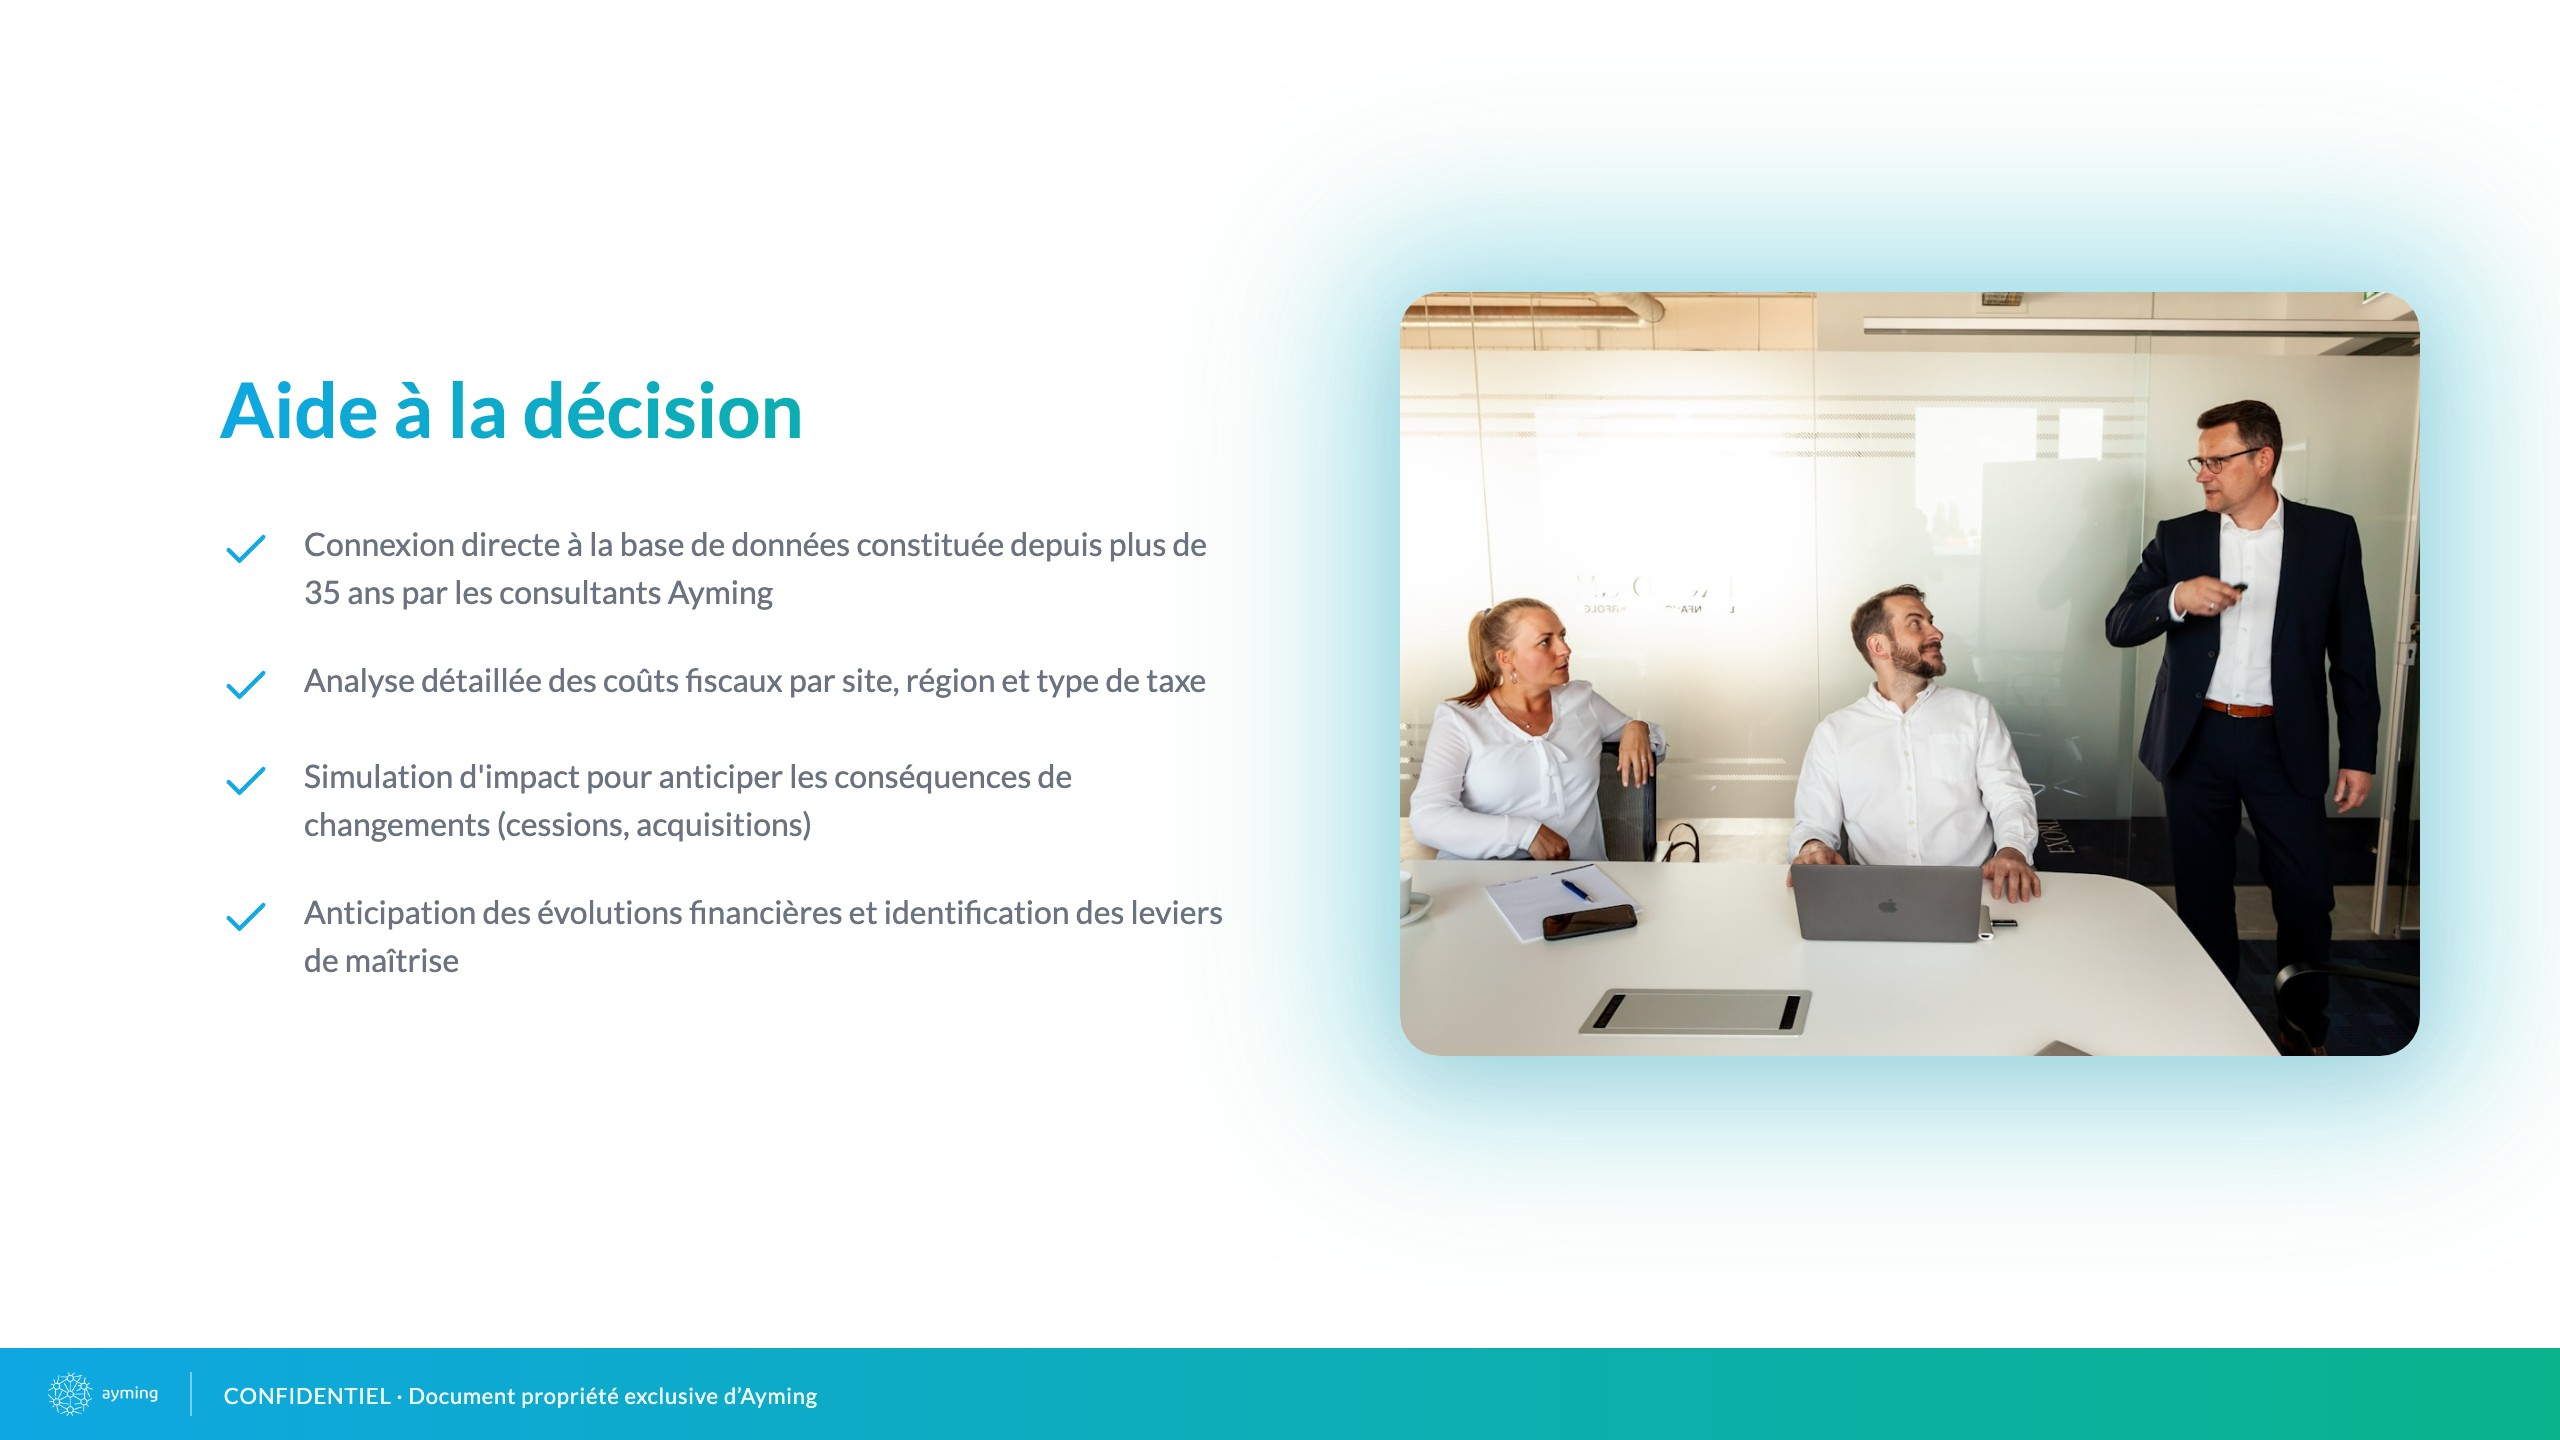 Aide à la décision
Connexion directe à la base de données constituée depuis plus de
35 ans par les consultants Ayming
Analyse détaillée des coûts fiscaux par site, région et type de taxe
Simulation d'impact pour anticiper les conséquences de
changements (cessions, acquisitions)
Anticipation des évolutions financières et identification des leviers
de maîtrise
ayming
CONFIDENTIEL · Document propriété exclusive d’Ayming